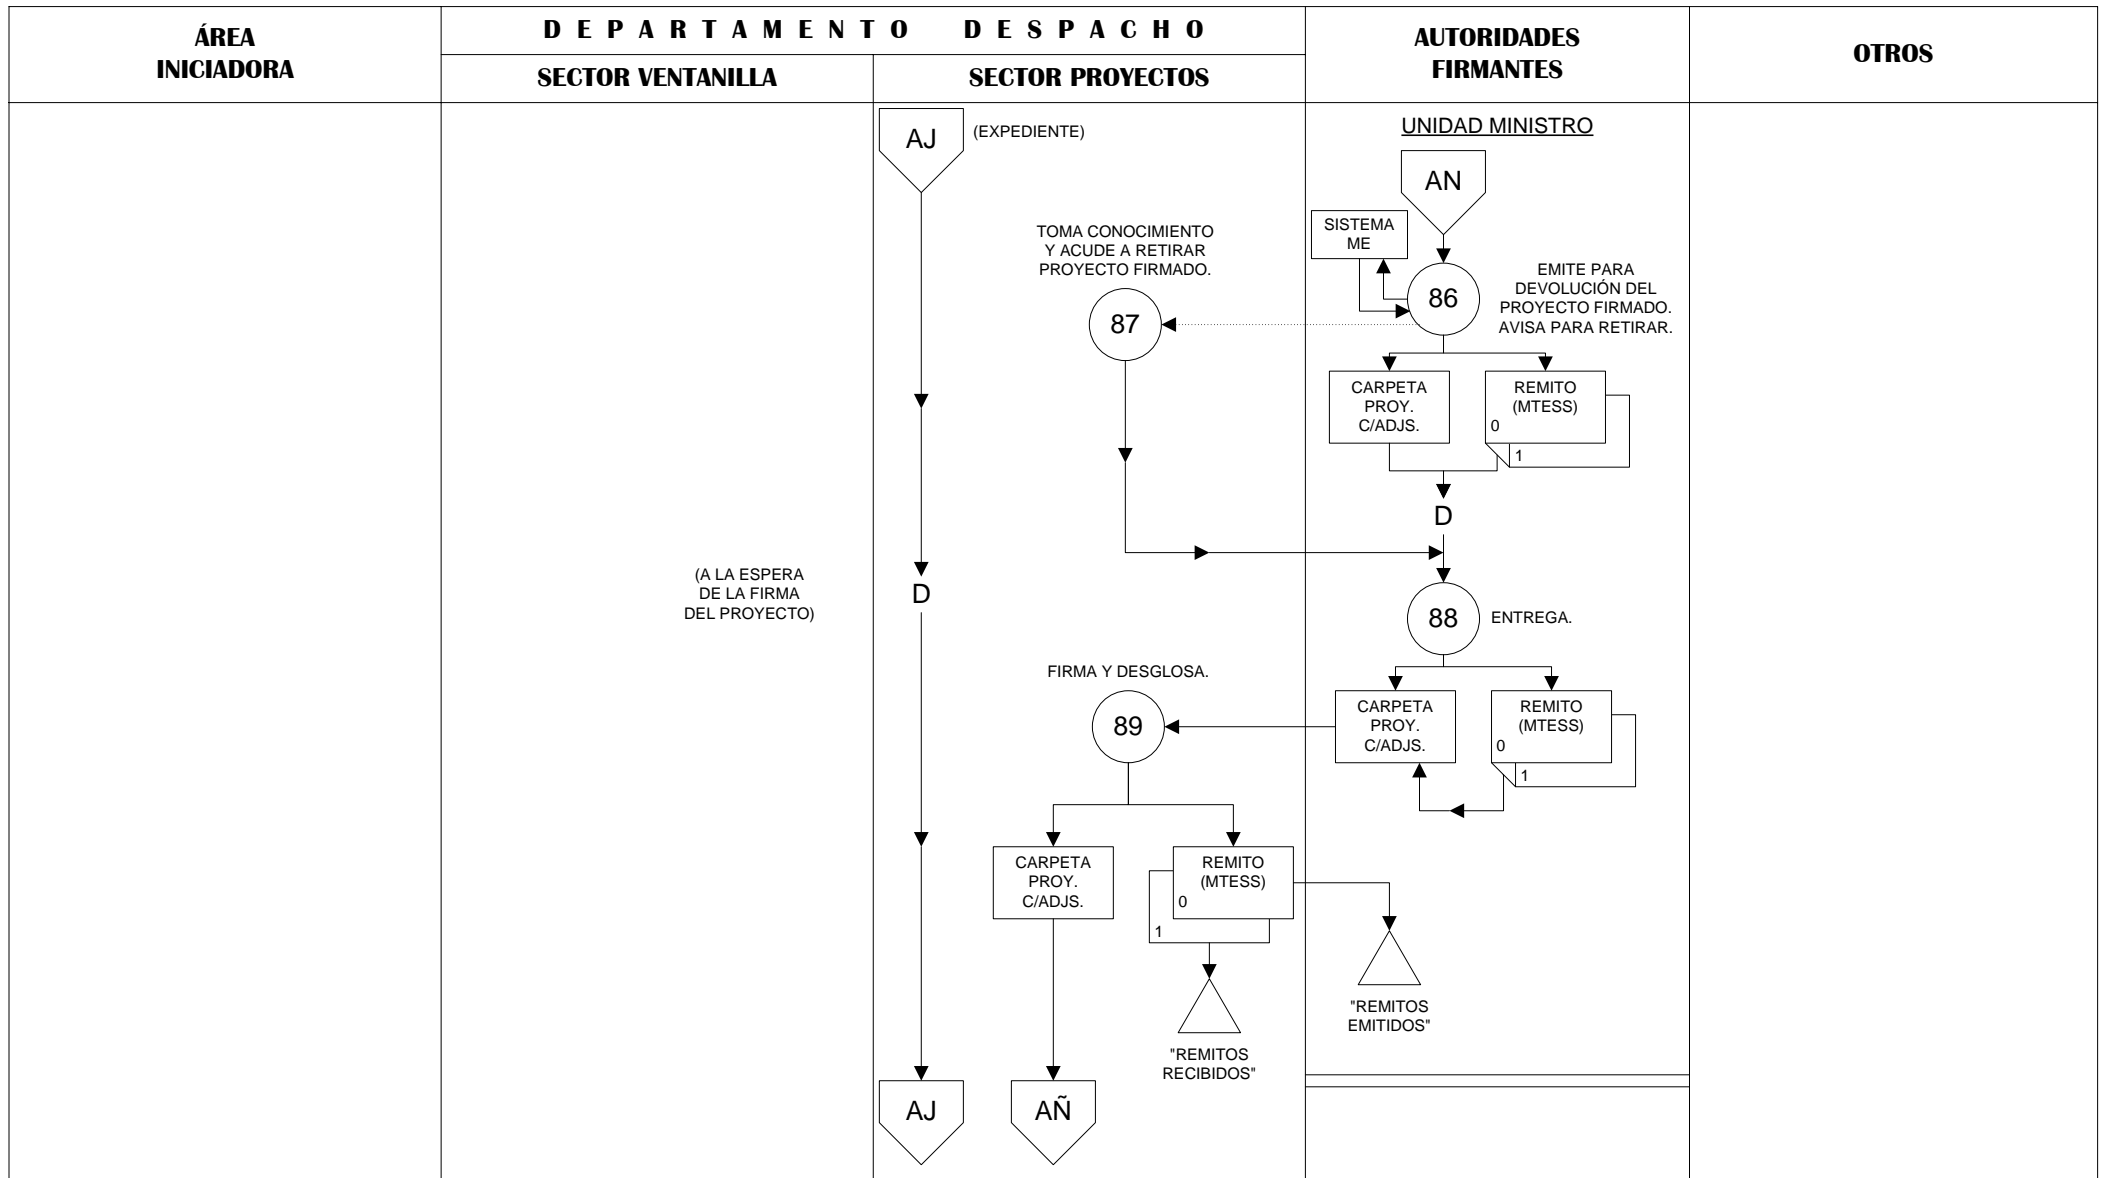 ÁREA
INICIADORA
DEPARTAMENTO DESPACHO
SECTOR VENTANILLA
SECTOR PROYECTOS
AUTORIDADES
FIRMANTES
OTROS
AJ
(EXPEDIENTE)
UNIDAD MINISTRO
AN
SISTEMA
ME
TOMA CONOCIMIENTO
Y ACUDE A RETIRAR
PROYECTO FIRMADO.
86
EMITE PARA
DEVOLUCIÓN DEL
PROYECTO FIRMADO.
AVISA PARA RETIRAR.
87
CARPETA
PROY.
C/ADJS.
REMITO
(MTESS)
0
1
D
(A LA ESPERA
DE LA FIRMA
DEL PROYECTO)
D
88
ENTREGA.
FIRMA Y DESGLOSA.
89
CARPETA
PROY.
C/ADJS.
REMITO
(MTESS)
0
1
CARPETA
PROY.
C/ADJS.
REMITO
(MTESS)
0
1
"REMITOS
EMITIDOS"
"REMITOS
RECIBIDOS"
AJ
AÑ